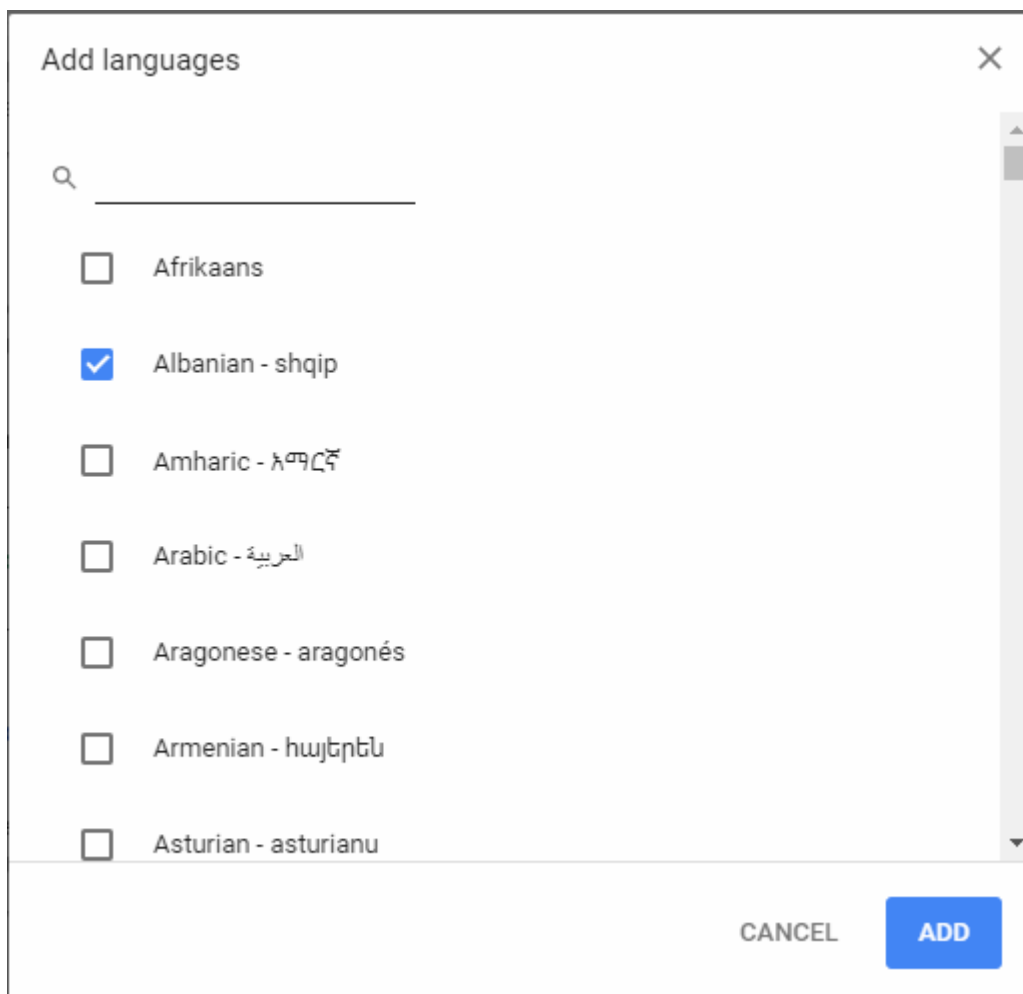 Add languages
Afrikaans
Albanian - shqip
Amharic - አማርኛ
Arabic - العربية
Aragonese - aragonés
Armenian - հայերեն
Asturian - asturianu
CANCEL
ADD